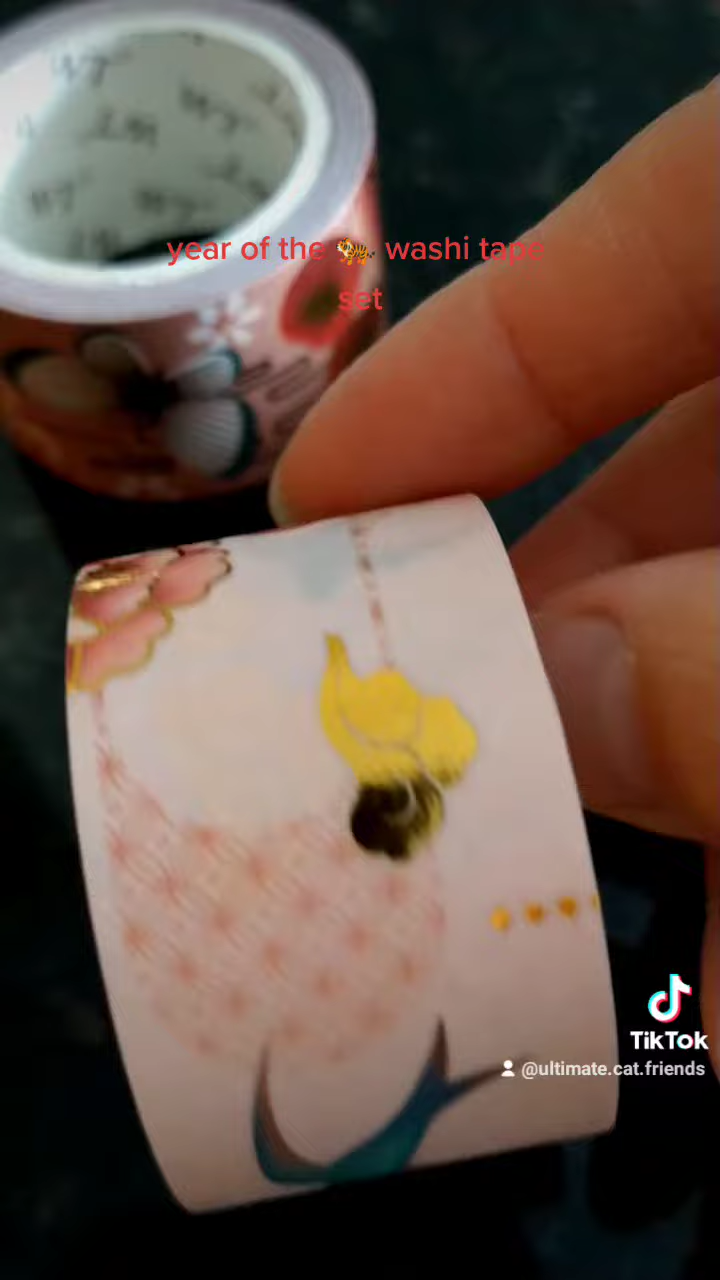 year of the 🐅 washi tape
set
TikTok
@ultimate.cat.friends